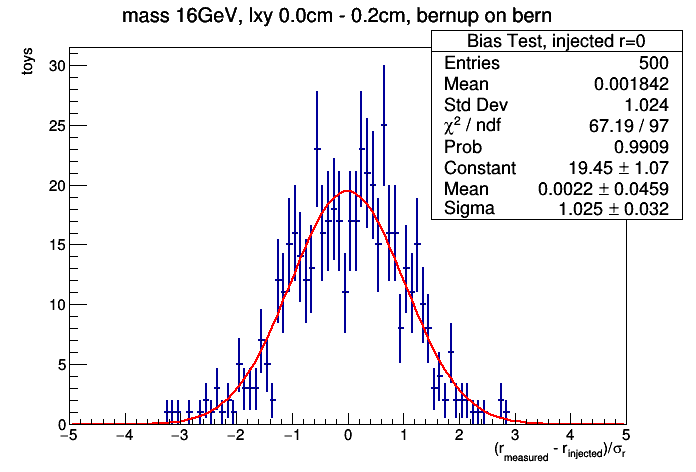 mass 16GeV, lxy 0.0cm - 0.2cm, bernup on bern
Bias Test, injected r=0
Entries 500
Mean 0.001842
Std Dev 1.024
χ² / ndf 67.19 / 97
Prob 0.9909
Constant 19.45 ± 1.07
Mean 0.0022 ± 0.0459
Sigma 1.025 ± 0.032
toys
30
25
20
15
10
5
0
−5 −4 −3 −2 −1 0 1 2 3 4 5
(r_measured - r_injected)/σ_r